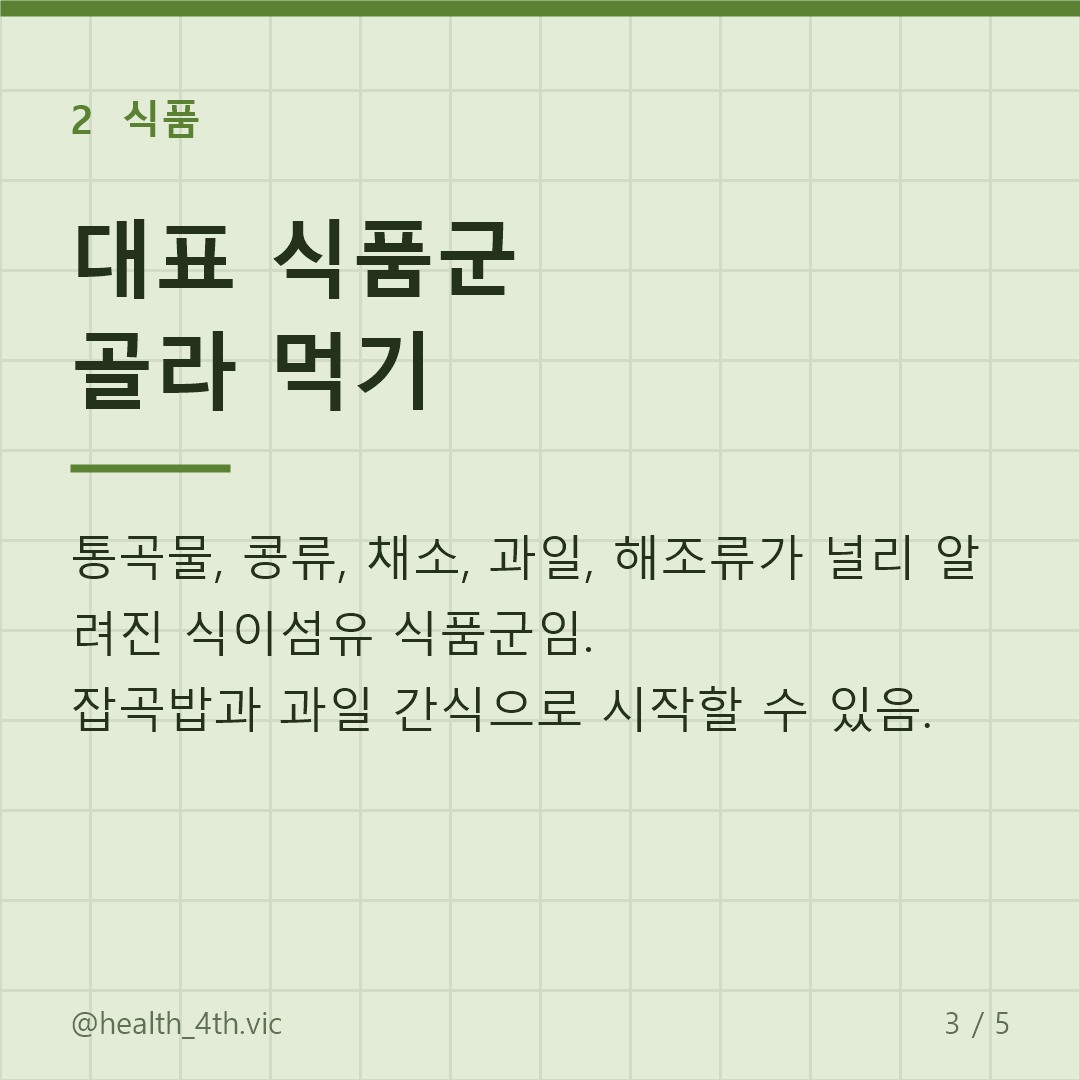 2 식품
대표 식품군
골라 먹기
통곡물, 콩류, 채소, 과일, 해조류가 널리 알
려진 식이섬유 식품군임.
잡곡밥과 과일 간식으로 시작할 수 있음.
@health_4th.vic
3 / 5